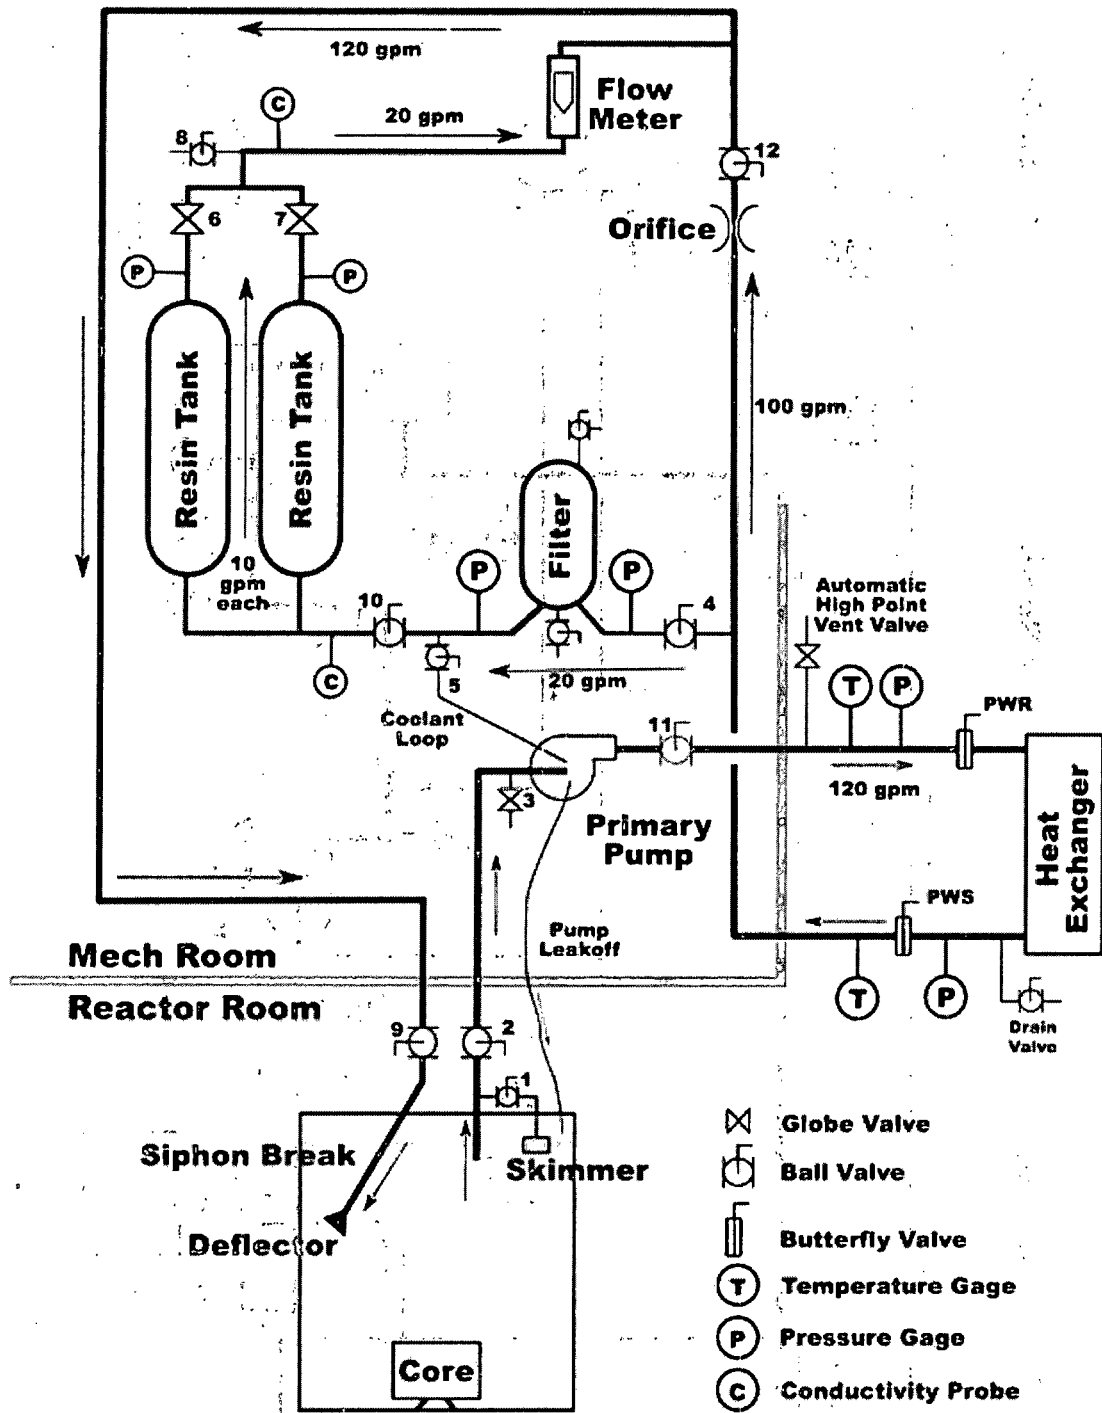 120 gpm
Flow
Meter
C
20 gpm
8
12
6
7
Orifice
P
P
Resin Tank
Resin Tank
100 gpm
Filter
10
gpm
each
P
P
Automatic
High Point
Vent Valve
10
4
C
5
20 gpm
T
P
Coolant
Loop
11
PWR
120 gpm
3
Primary
Pump
Heat
Exchanger
PWS
Pump
Leakoff
Mech Room
Reactor Room
T
P
9
2
Drain
Valve
1
Siphon Break
Skimmer
Deflector
Core
Globe Valve
Ball Valve
Butterfly Valve
T Temperature Gage
P Pressure Gage
C Conductivity Probe